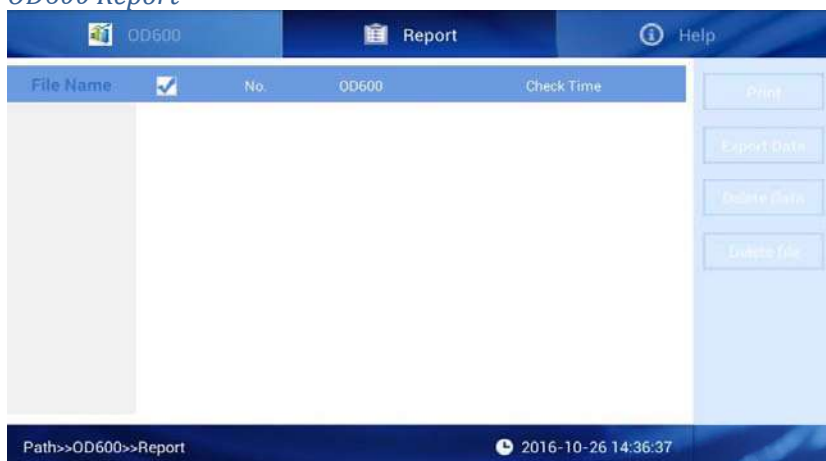 OD600 Report
OD600 Report Help
File Name No. OD600 Check Time
Print
Export Data
Delete Data
Delete file
Path>>OD600>>Report 2016-10-26 14:36:37